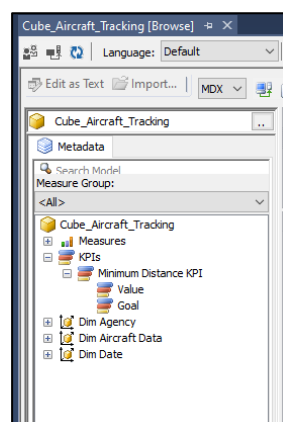 Cube_Aircraft_Tracking [Browse]
Language: Default
Edit as Text Import... MDX
Cube_Aircraft_Tracking ..
Metadata
Search Model
Measure Group:
<All>
Cube_Aircraft_Tracking
Measures
KPIs
Minimum Distance KPI
Value
Goal
Dim Agency
Dim Aircraft Data
Dim Date